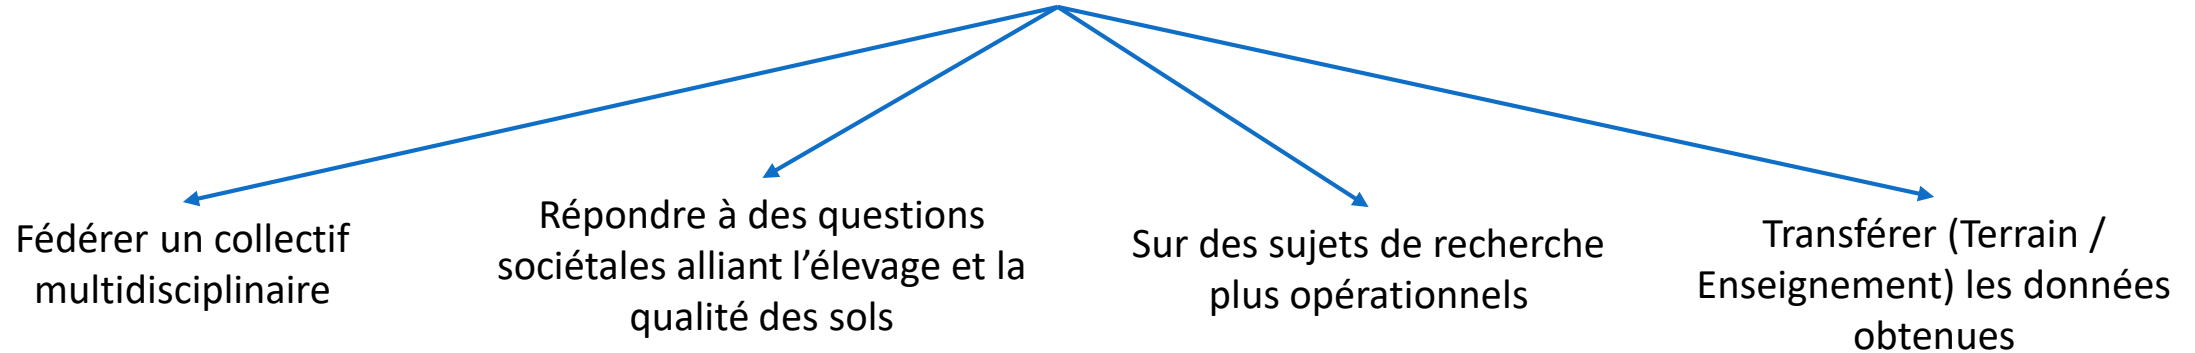 Fédérer un collectif
multidisciplinaire
Répondre à des questions
sociétales alliant l’élevage et la
qualité des sols
Sur des sujets de recherche
plus opérationnels
Transférer (Terrain /
Enseignement) les données
obtenues